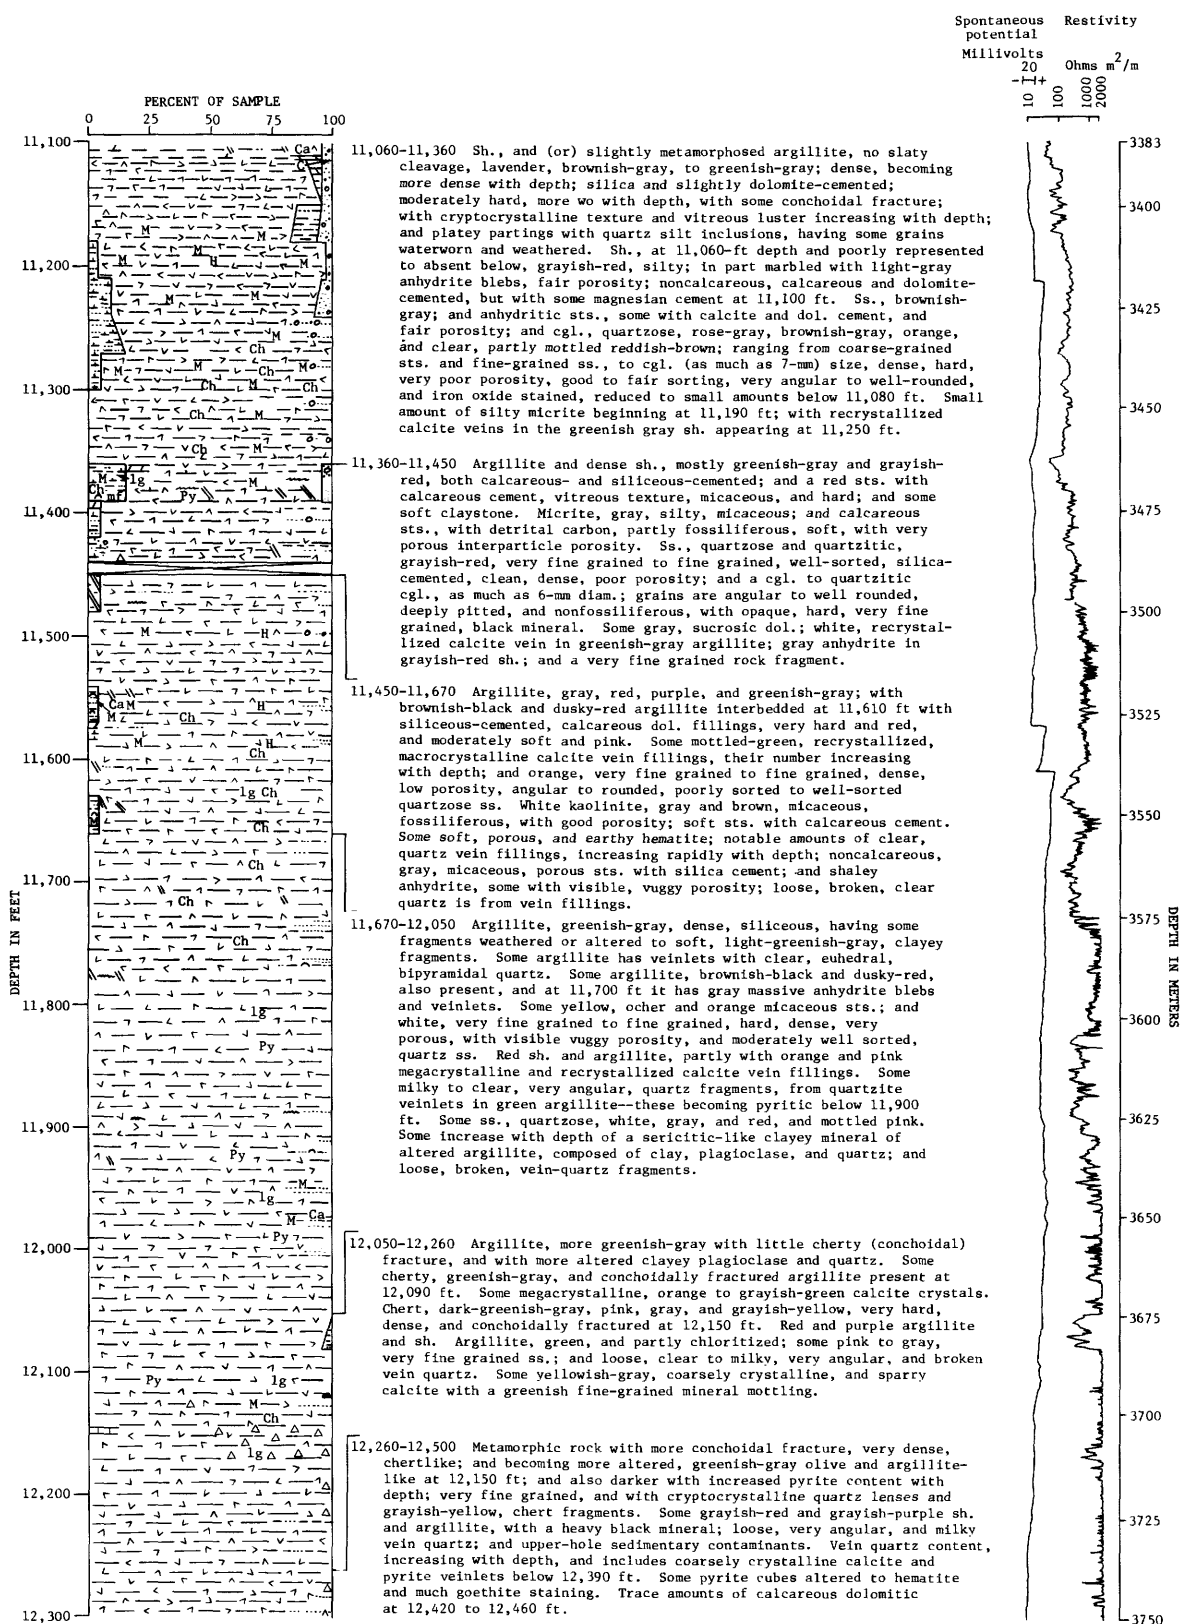 Spontaneous potential
Millivolts
20
- +
Restivity
Ohms m2/m
10
100
1000
2000
PERCENT OF SAMPLE
0 25 50 75 100
DEPTH IN FEET
11,100
11,200
11,300
11,400
11,500
11,600
11,700
11,800
11,900
12,000
12,100
12,200
12,300
11,060-11,360 Sh., and (or) slightly metamorphosed argillite, no slaty
cleavage, lavender, brownish-gray, to greenish-gray; dense, becoming
more dense with depth; silica and slightly dolomite-cemented;
moderately hard, more wo with depth, with some conchoidal fracture;
with cryptocrystalline texture and vitreous luster increasing with depth;
and platey partings with quartz silt inclusions, having some grains
waterworn and weathered. Sh., at 11,060-ft depth and poorly represented
to absent below, grayish-red, silty; in part marbled with light-gray
anhydrite blebs, fair porosity; noncalcareous, calcareous and dolomite-
cemented, but with some magnesian cement at 11,100 ft. Ss., brownish-
gray; and anhydritic sts., some with calcite and dol. cement, and
fair porosity; and cgl., quartzose, rose-gray, brownish-gray, orange,
and clear, partly mottled reddish-brown; ranging from coarse-grained
sts. and fine-grained ss., to cgl. (as much as 7-mm) size, dense, hard,
very poor porosity, good to fair sorting, very angular to well-rounded,
and iron oxide stained, reduced to small amounts below 11,080 ft. Small
amount of silty micrite beginning at 11,190 ft; with recrystallized
calcite veins in the greenish gray sh. appearing at 11,250 ft.
11,360-11,450 Argillite and dense sh., mostly greenish-gray and grayish-
red, both calcareous- and siliceous-cemented; and a red sts. with
calcareous cement, vitreous texture, micaceous, and hard; and some
soft claystone. Micrite, gray, silty, micaceous; and calcareous
sts., with detrital carbon, partly fossiliferous, soft, with very
porous interparticle porosity. Ss., quartzose and quartzitic,
grayish-red, very fine grained to fine grained, well-sorted, silica-
cemented, clean, dense, poor porosity; and a cgl. to quartzitic
cgl., as much as 6-mm diam.; grains are angular to well rounded,
deeply pitted, and nonfossiliferous, with opaque, hard, very fine
grained, black mineral. Some gray, sucrosic dol.; white, recrystal-
lized calcite vein in greenish-gray argillite; gray anhydrite in
grayish-red sh.; and a very fine grained rock fragment.
11,450-11,670 Argillite, gray, red, purple, and greenish-gray; with
brownish-black and dusky-red argillite interbedded at 11,610 ft with
siliceous-cemented, calcareous dol. fillings, very hard and red,
and moderately soft and pink. Some mottled-green, recrystallized,
macrocrystalline calcite vein fillings, their number increasing
with depth; and orange, very fine grained to fine grained, dense,
low porosity, angular to rounded, poorly sorted to well-sorted
quartzose ss. White kaolinite, gray and brown, micaceous,
fossiliferous, with good porosity; soft sts. with calcareous cement.
Some soft, porous, and earthy hematite; notable amounts of clear,
quartz vein fillings, increasing rapidly with depth; noncalcareous,
gray, micaceous, porous sts. with silica cement; and shaley
anhydrite, some with visible, vuggy porosity; loose, broken, clear
quartz is from vein fillings.
11,670-12,050 Argillite, greenish-gray, dense, siliceous, having some
fragments weathered or altered to soft, light-greenish-gray, clayey
fragments. Some argillite has veinlets with clear, euhedral,
bipyramidal quartz. Some argillite, brownish-black and dusky-red,
also present, and at 11,700 ft it has gray massive anhydrite blebs
and veinlets. Some yellow, ocher and orange micaceous sts.; and
white, very fine grained to fine grained, hard, dense, very
porous, with visible vuggy porosity, and moderately well sorted,
quartz ss. Red sh. and argillite, partly with orange and pink
megacrystalline and recrystallized calcite vein fillings. Some
milky to clear, very angular, quartz fragments, from quartzite
veinlets in green argillite--these becoming pyritic below 11,900
ft. Some ss., quartzose, white, gray, and red, and mottled pink.
Some increase with depth of a sericitic-like clayey mineral of
altered argillite, composed of clay, plagioclase, and quartz; and
loose, broken, vein-quartz fragments.
12,050-12,260 Argillite, more greenish-gray with little cherty (conchoidal)
fracture, and with more altered clayey plagioclase and quartz. Some
cherty, greenish-gray, and conchoidally fractured argillite present at
12,090 ft. Some megacrystalline, orange to grayish-green calcite crystals.
Chert, dark-greenish-gray, pink, gray, and grayish-yellow, very hard,
dense, and conchoidally fractured at 12,150 ft. Red and purple argillite
and sh. Argillite, green, and partly chloritized; some pink to gray,
very fine grained ss.; and loose, clear to milky, very angular, and broken
vein quartz. Some yellowish-gray, coarsely crystalline, and sparry
calcite with a greenish fine-grained mineral mottling.
12,260-12,500 Metamorphic rock with more conchoidal fracture, very dense,
chertlike; and becoming more altered, greenish-gray olive and argillite-
like at 12,150 ft; and also darker with increased pyrite content with
depth; very fine grained, and with cryptocrystalline quartz lenses and
grayish-yellow, chert fragments. Some grayish-red and grayish-purple sh.
and argillite, with a heavy black mineral; loose, very angular, and milky
vein quartz; and upper-hole sedimentary contaminants. Vein quartz content,
increasing with depth, and includes coarsely crystalline calcite and
pyrite veinlets below 12,390 ft. Some pyrite cubes altered to hematite
and much goethite staining. Trace amounts of calcareous dolomitic
at 12,420 to 12,460 ft.
3383
3400
3425
3450
3475
3500
3525
3550
3575
3600
3625
3650
3675
3700
3725
3750
DEPTH IN METERS